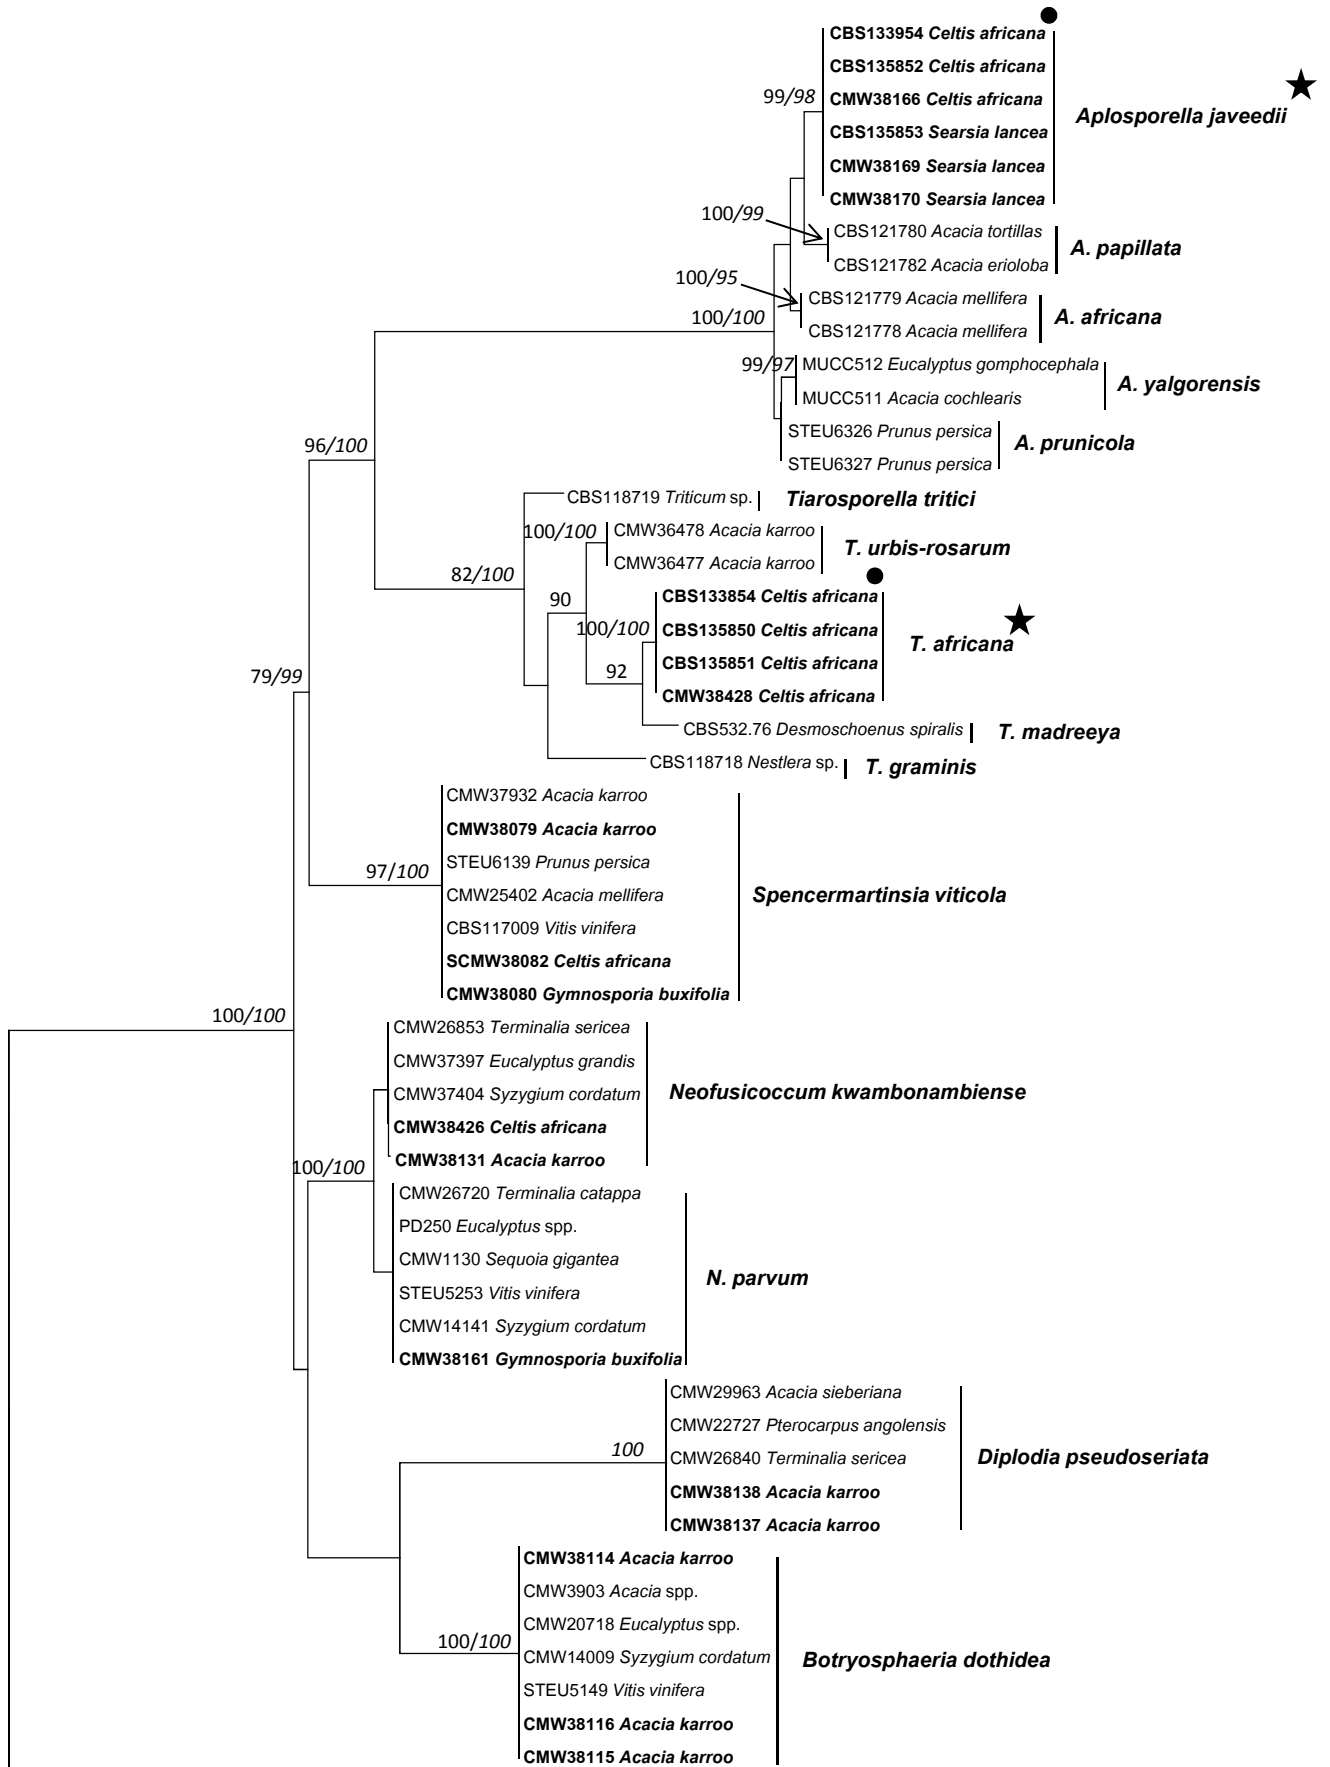 CBS133954 Celtis africana
CBS135852 Celtis africana
99/98
CMW38166 Celtis africana
Aplosporella javeedii
CBS135853 Searsia lancea
CMW38169 Searsia lancea
CMW38170 Searsia lancea
100/99
CBS121780 Acacia tortillas
A. papillata
CBS121782 Acacia erioloba
100/95
CBS121779 Acacia mellifera
A. africana
100/100
CBS121778 Acacia mellifera
99/97
MUCC512 Eucalyptus gomphocephala
A. yalgorensis
MUCC511 Acacia cochlearis
STEU6326 Prunus persica
A. prunicola
96/100
STEU6327 Prunus persica
CBS118719 Triticum sp.
Tiarosporella tritici
100/100
CMW36478 Acacia karroo
T. urbis-rosarum
CMW36477 Acacia karroo
82/100
90
CBS133854 Celtis africana
100/100
CBS135850 Celtis africana
T. africana
CBS135851 Celtis africana
79/99
92
CMW38428 Celtis africana
CBS532.76 Desmoschoenus spiralis
T. madreeya
CBS118718 Nestlera sp.
T. graminis
CMW37932 Acacia karroo
CMW38079 Acacia karroo
STEU6139 Prunus persica
97/100
CMW25402 Acacia mellifera
Spencermartinsia viticola
CBS117009 Vitis vinifera
SCMW38082 Celtis africana
CMW38080 Gymnosporia buxifolia
100/100
CMW26853 Terminalia sericea
CMW37397 Eucalyptus grandis
CMW37404 Syzygium cordatum
Neofusicoccum kwambonambiense
CMW38426 Celtis africana
CMW38131 Acacia karroo
100/100
CMW26720 Terminalia catappa
PD250 Eucalyptus spp.
CMW1130 Sequoia gigantea
N. parvum
STEU5253 Vitis vinifera
CMW14141 Syzygium cordatum
CMW38161 Gymnosporia buxifolia
CMW29963 Acacia sieberiana
CMW22727 Pterocarpus angolensis
100
CMW26840 Terminalia sericea
Diplodia pseudoseriata
CMW38138 Acacia karroo
CMW38137 Acacia karroo
CMW38114 Acacia karroo
CMW3903 Acacia spp.
CMW20718 Eucalyptus spp.
100/100
CMW14009 Syzygium cordatum
Botryosphaeria dothidea
STEU5149 Vitis vinifera
CMW38116 Acacia karroo
CMW38115 Acacia karroo